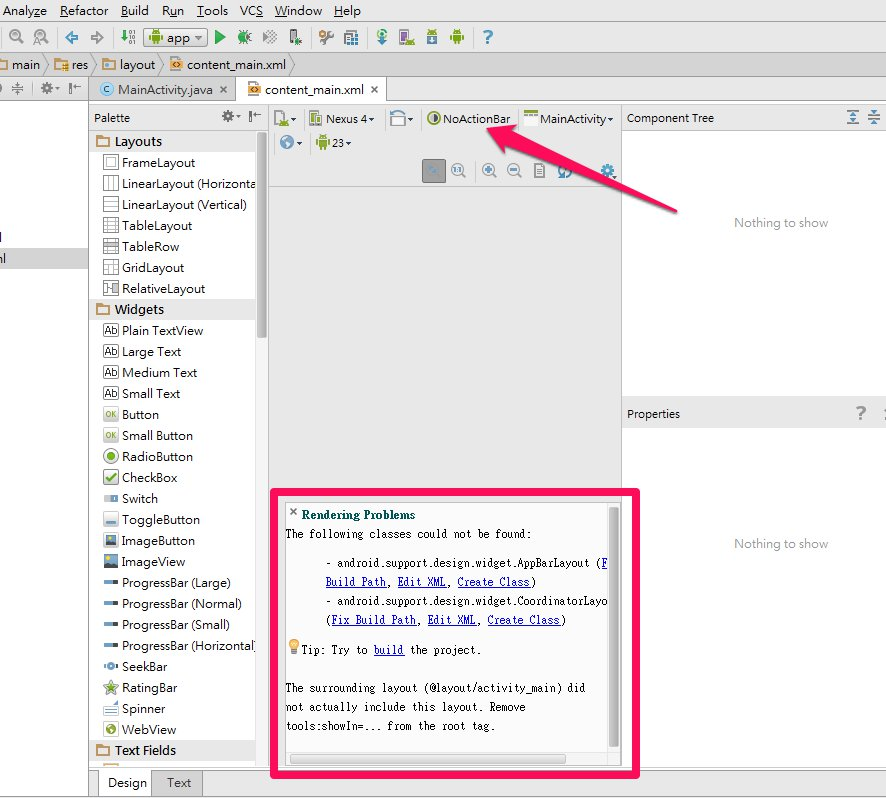 Analyze Refactor Build Run Tools VCS Window Help
app
main res layout content_main.xml
MainActivity.java content_main.xml
Palette
Layouts
FrameLayout
LinearLayout (Horizonta
LinearLayout (Vertical)
TableLayout
TableRow
GridLayout
RelativeLayout
Widgets
Plain TextView
Large Text
Medium Text
Small Text
Button
Small Button
RadioButton
CheckBox
Switch
ToggleButton
ImageButton
ImageView
ProgressBar (Large)
ProgressBar (Normal)
ProgressBar (Small)
ProgressBar (Horizontal
SeekBar
RatingBar
Spinner
WebView
Text Fields
Nexus 4 NoActionBar MainActivity
23
Rendering Problems
The following classes could not be found:
- android.support.design.widget.AppBarLayout (F
Build Path, Edit XML, Create Class)
- android.support.design.widget.CoordinatorLayo
(Fix Build Path, Edit XML, Create Class)
Tip: Try to build the project.
The surrounding layout (@layout/activity_main) did
not actually include this layout. Remove
tools:showIn=... from the root tag.
Component Tree
Nothing to show
Properties
Nothing to show
Design Text